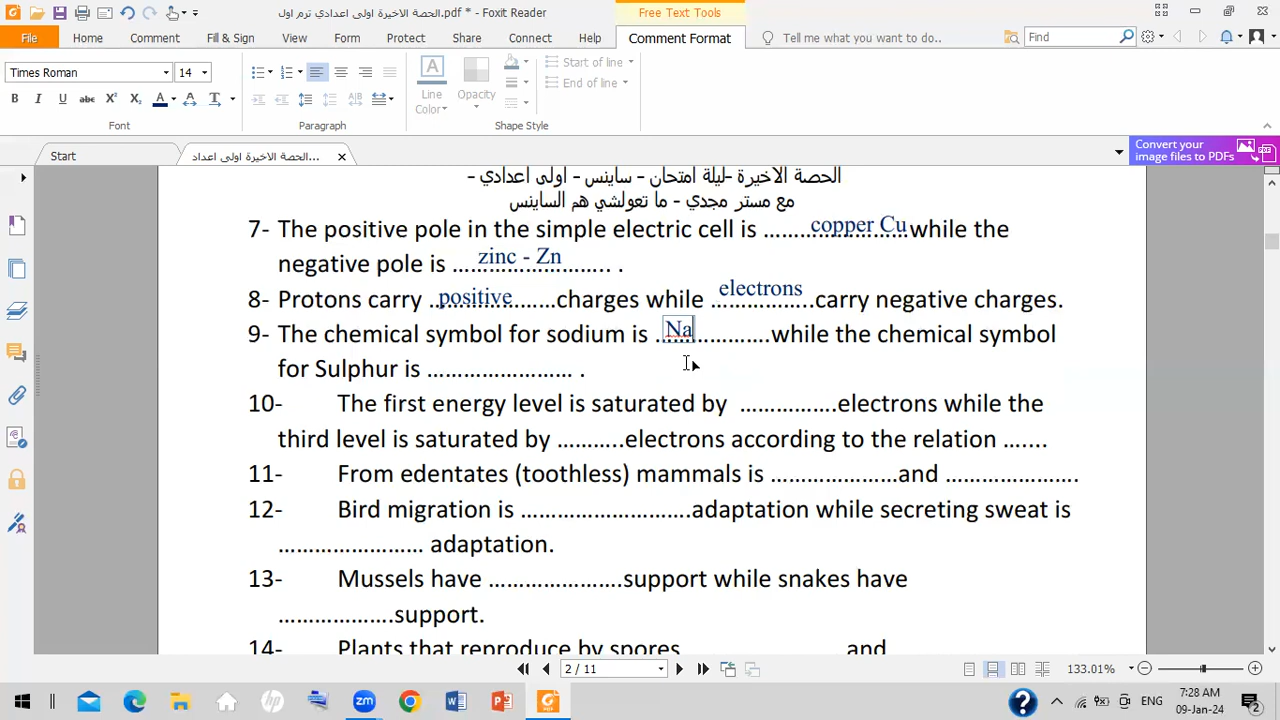 الحصة الاخيرة اولى اعدادي ترم اول.pdf * - Foxit Reader
Free Text Tools
File
Home
Comment
Fill & Sign
View
Form
Protect
Share
Connect
Help
Comment Format
Tell me what you want to do..
Find
Times Roman
14
Line Color
Opacity
Start of line
End of line
Font
Paragraph
Shape Style
Start
الحصة الاخيرة اولى اعداد...
Convert your
image files to PDFs
الحصة الاخيرة -ليلة امتحان - ساينس - اولى اعدادي -
مع مستر مجدي - ما تعولشي هم الساينس
7- The positive pole in the simple electric cell is ……copper Cu…while the
negative pole is ……zinc - Zn…….. .
8- Protons carry …positive……charges while …electrons…..carry negative charges.
9- The chemical symbol for sodium is .Na……………while the chemical symbol
for Sulphur is …………………… .
10- The first energy level is saturated by …………….electrons while the
third level is saturated by ………..electrons according to the relation …....
11- From edentates (toothless) mammals is …………………and ………………….
12- Bird migration is ……………………….adaptation while secreting sweat is
…………………… adaptation.
13- Mussels have ………………….support while snakes have
……………….support.
14- Plants that reproduce by spores and
2 / 11
133.01%
ENG
7:28 AM
09-Jan-24
2